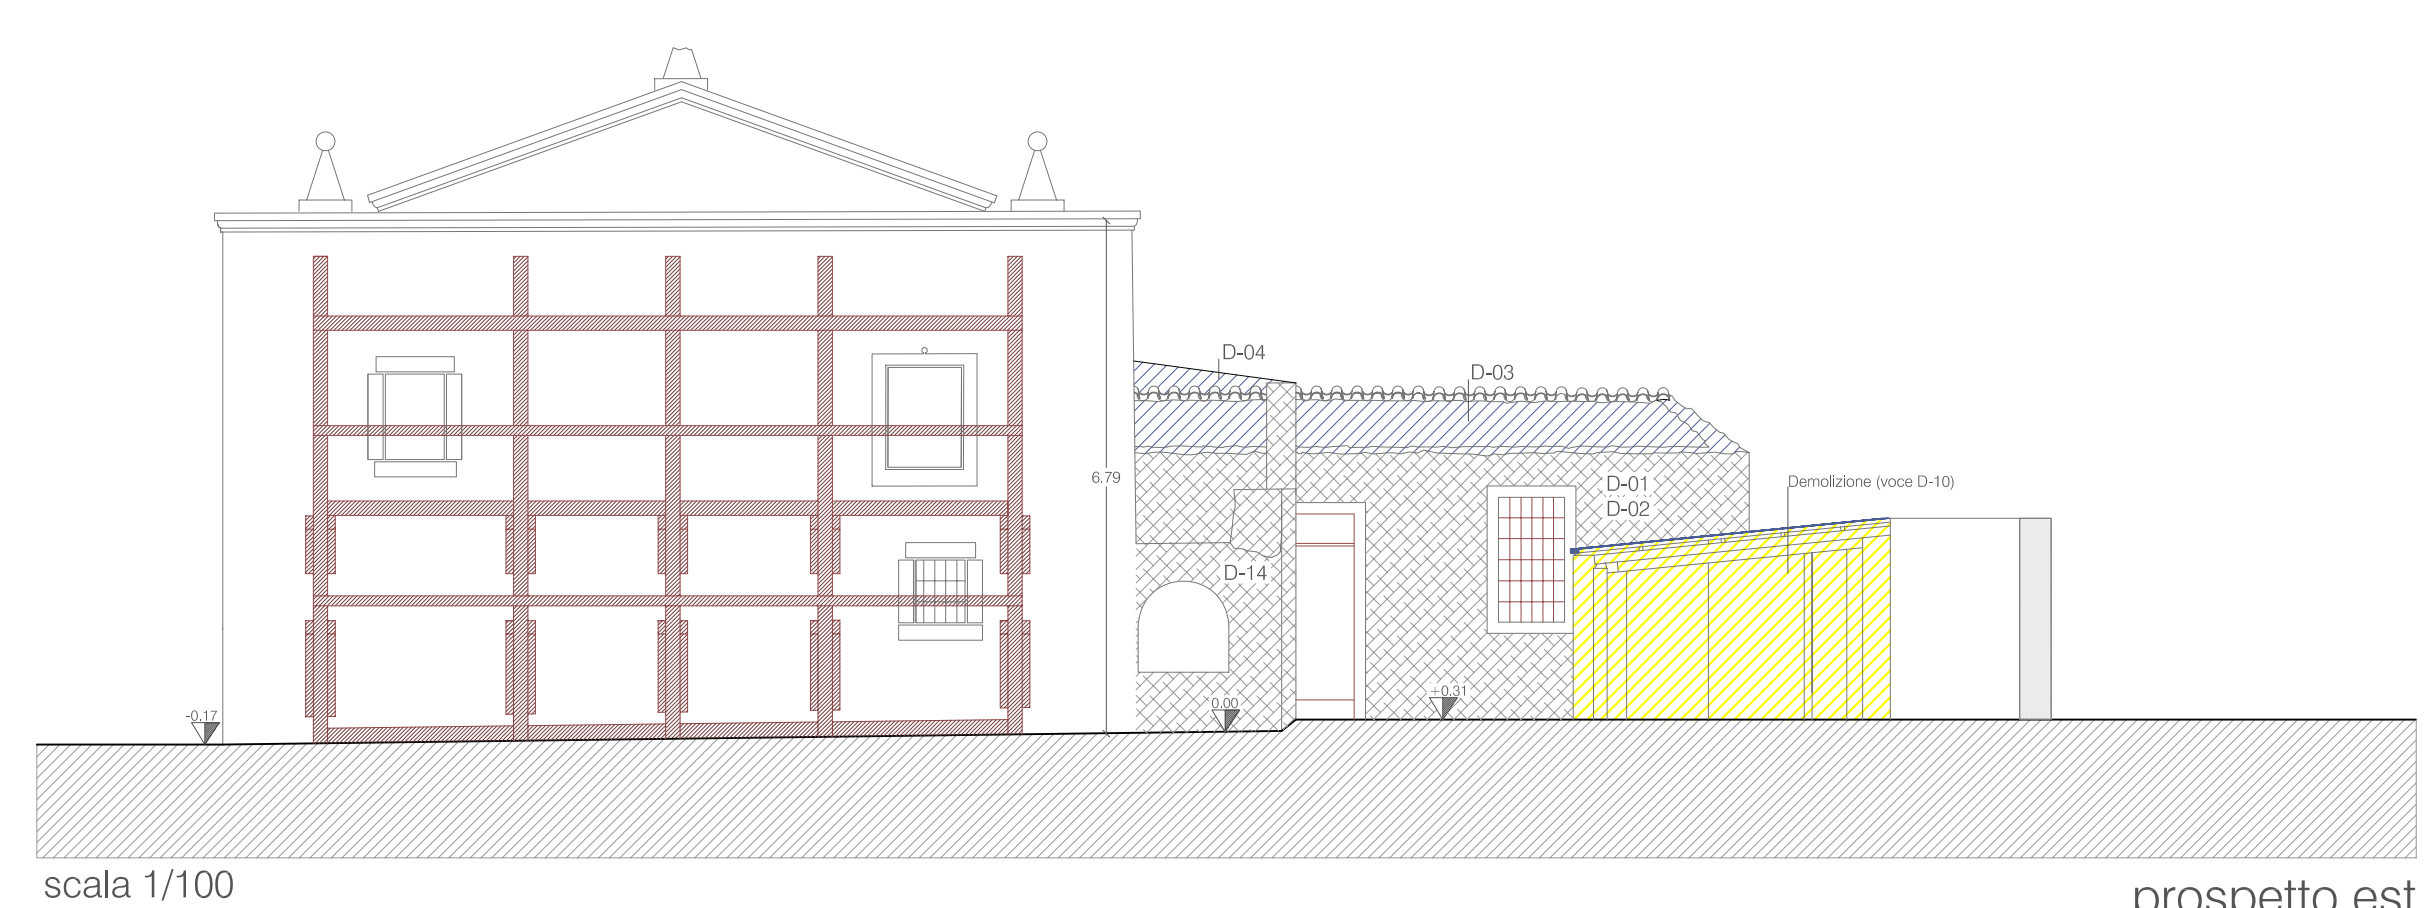 D-04
D-03
6.79
D-01
Demolizione (voce D-10)
D-02
D-14
+0.31
0.00
-0.17
scala 1/100
prospetto est